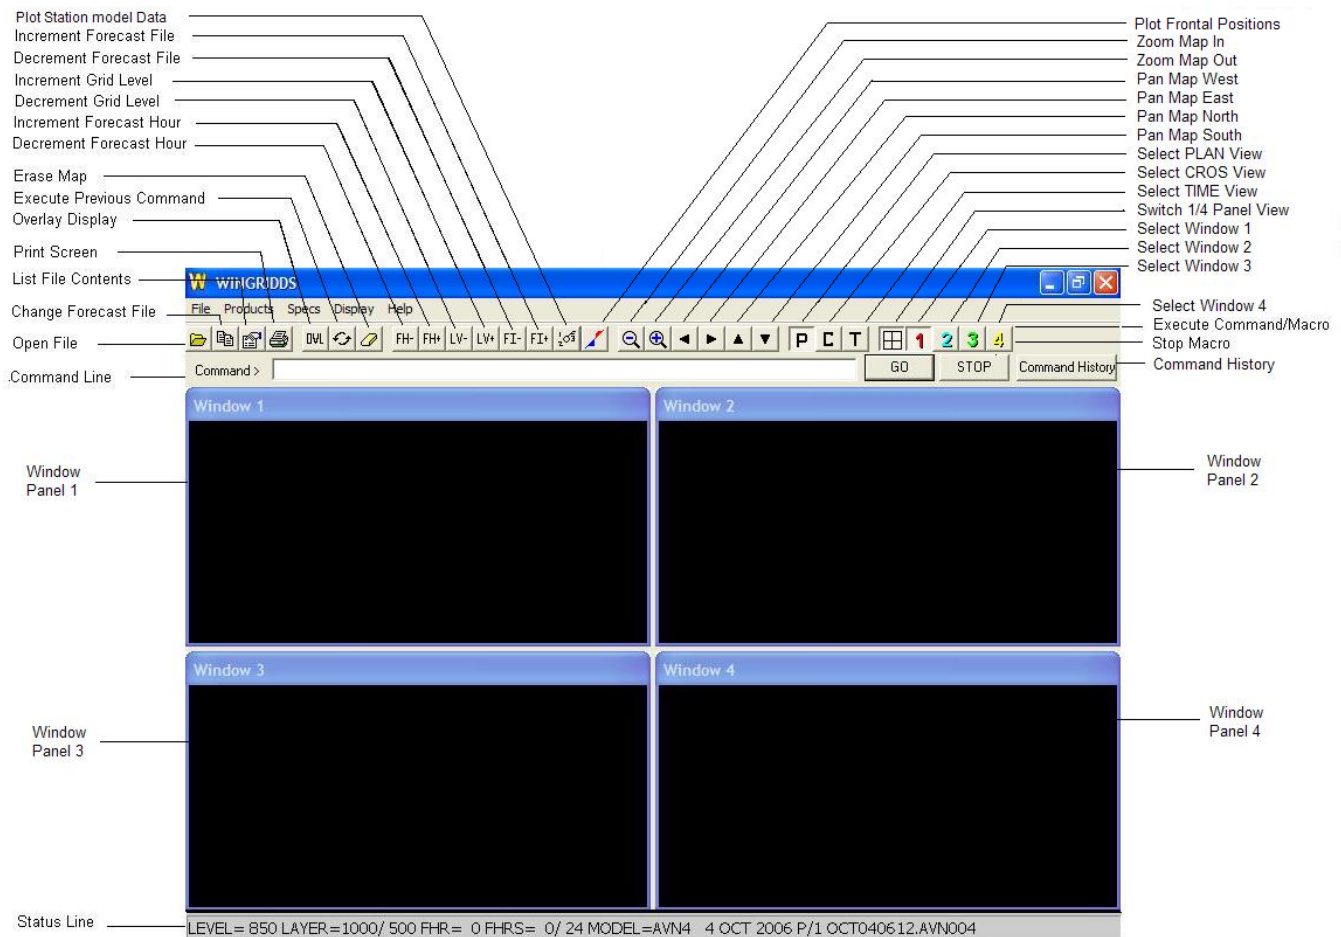 Plot Station model Data
Increment Forecast File
Decrement Forecast File
Increment Grid Level
Decrement Grid Level
Increment Forecast Hour
Decrement Forecast Hour
Erase Map
Execute Previous Command
Overlay Display
Print Screen
List File Contents
Change Forecast File
Open File
Command Line
Plot Frontal Positions
Zoom Map In
Zoom Map Out
Pan Map West
Pan Map East
Pan Map North
Pan Map South
Select PLAN View
Select CROS View
Select TIME View
Switch 1/4 Panel View
Select Window 1
Select Window 2
Select Window 3
Select Window 4
Execute Command/Macro
Stop Macro
Command History
W WINGRIDDS
File Products Specs Display Help
OVL FH- FH+ LV- LV+ FI- FI+ P C T 1 2 3 4
Command > GO STOP Command History
Window 1
Window 2
Window
Panel 1
Window
Panel 2
Window 3
Window 4
Window
Panel 3
Window
Panel 4
Status Line
LEVEL= 850 LAYER=1000/ 500 FHR= 0 FHRS= 0/ 24 MODEL=AVN4 4 OCT 2006 P/1 OCT040612.AVN004